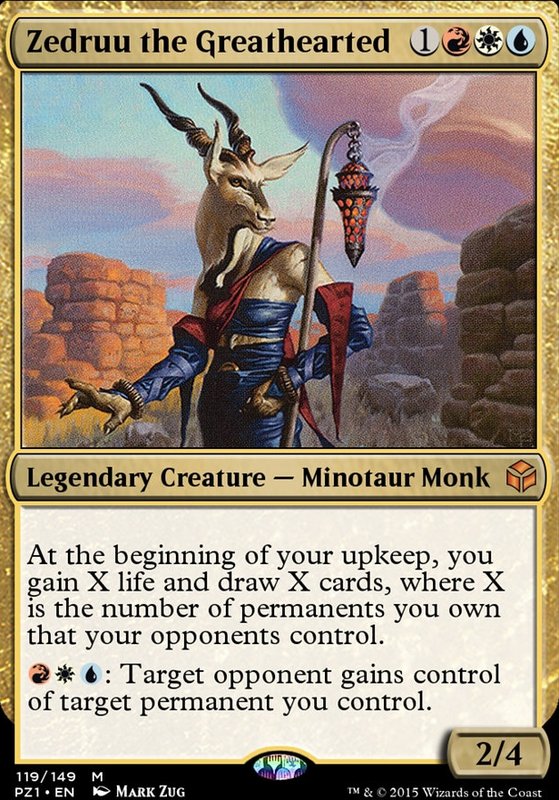 Zedruu the Greathearted 1
Legendary Creature — Minotaur Monk
At the beginning of your upkeep, you
gain X life and draw X cards, where X
is the number of permanents you own
that your opponents control.
: Target opponent gains control
of target permanent you control.
2/4
119/149 M
PZ1 • EN Mark Zug ™ & © 2015 Wizards of the Coast